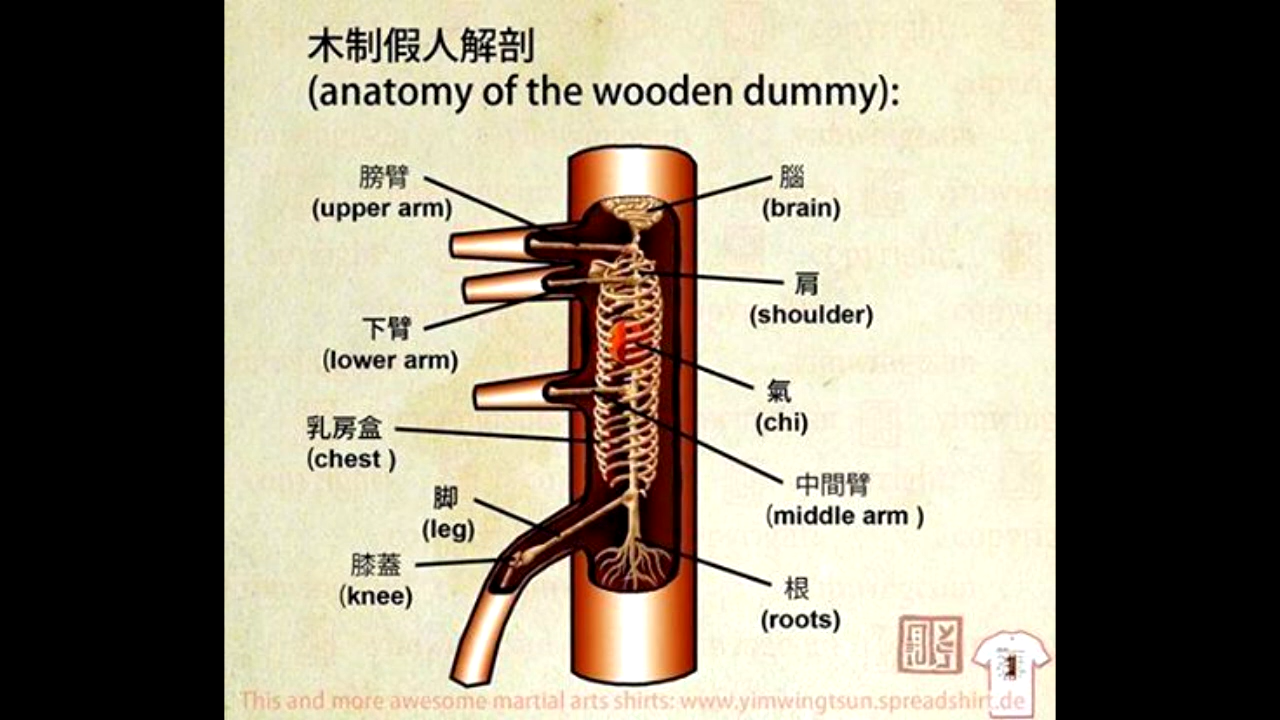 木制假人解剖
(anatomy of the wooden dummy):
膀臂
(upper arm)
腦
(brain)
肩
(shoulder)
下臂
(lower arm)
氣
(chi)
乳房盒
(chest )
中間臂
(middle arm )
脚
(leg)
膝蓋
(knee)
根
(roots)
This and more awesome martial arts shirts: www.yimwingtsun.spreadshirt.de